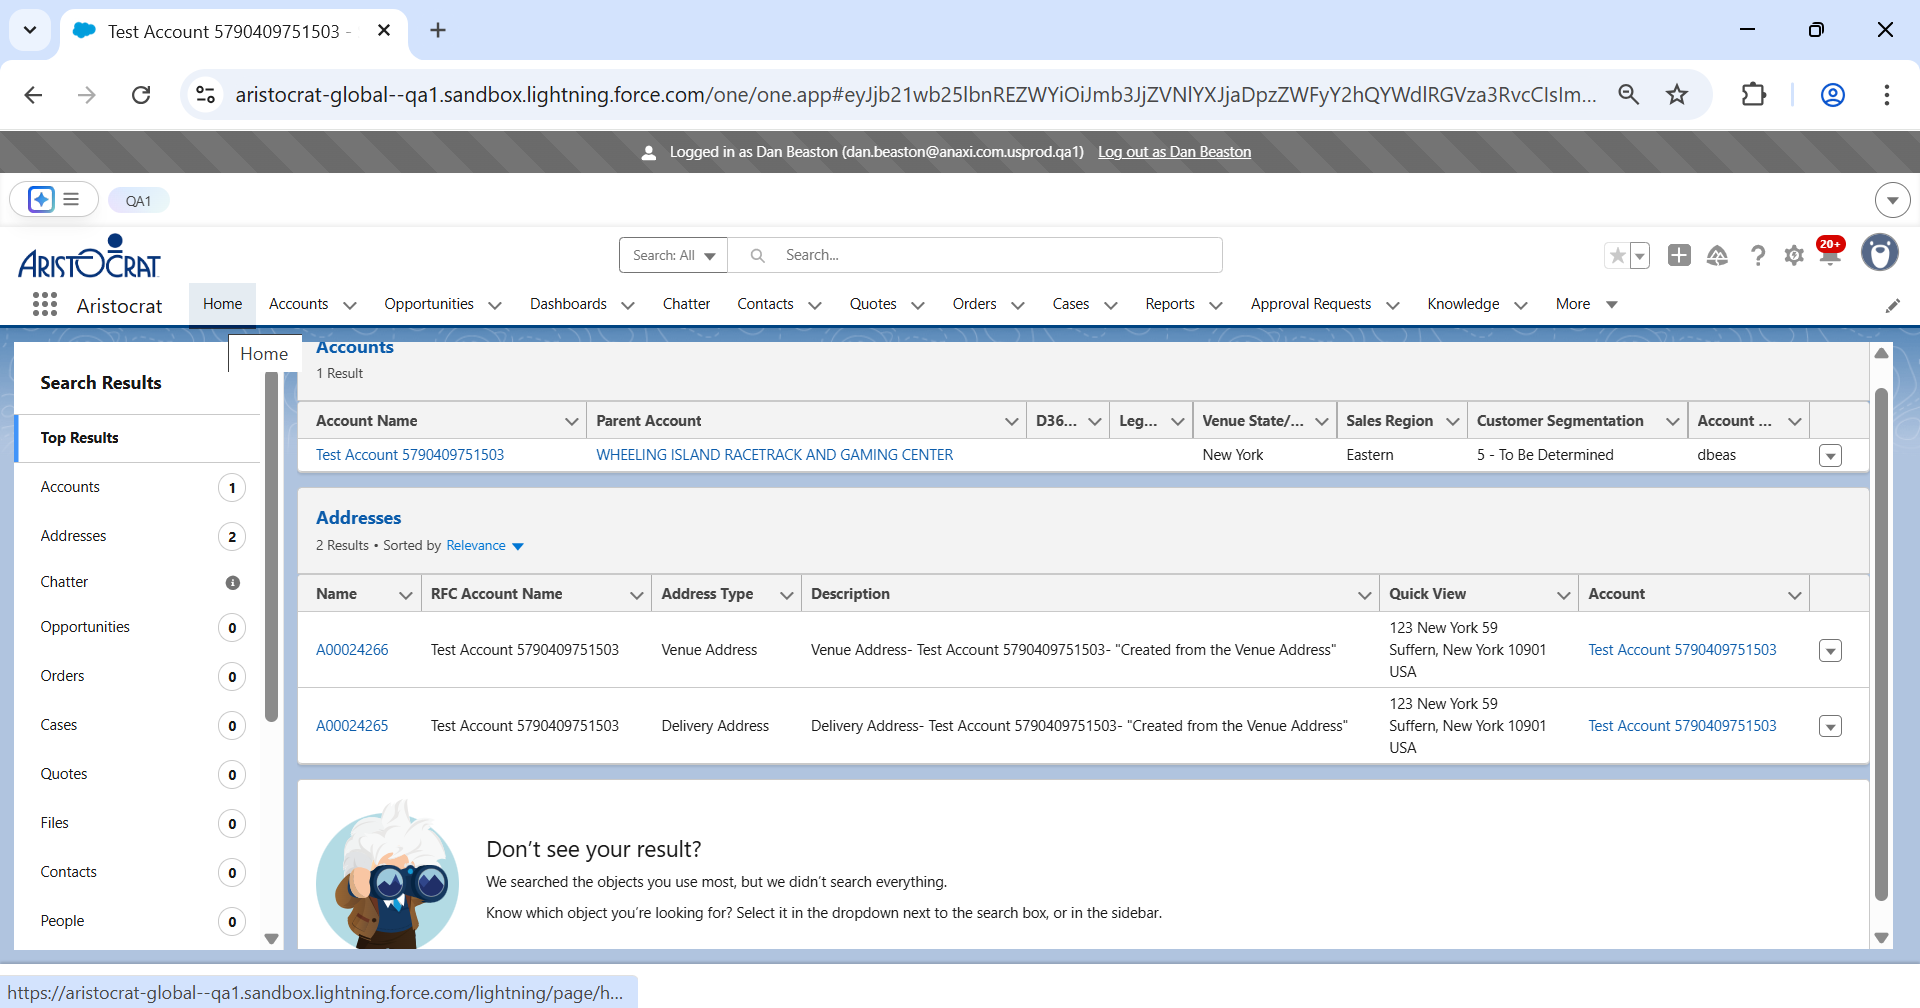 Test Account 5790409751503 -
aristocrat-global--qa1.sandbox.lightning.force.com/one/one.app#eyJjb21wb25lbnREZWYiOiJmb3JjZVNlYXJjaDpzZWFyY2hQYWdlRGVza3RvcCIsIm...
Logged in as Dan Beaston (dan.beaston@anaxi.com.usprod.qa1) Log out as Dan Beaston
QA1
ARISTOCRAT
Search: All
Search...
20+
Aristocrat
Home
Accounts
Opportunities
Dashboards
Chatter
Contacts
Quotes
Orders
Cases
Reports
Approval Requests
Knowledge
More
Home
Search Results
Top Results
Accounts 1
Addresses 2
Chatter
Opportunities 0
Orders 0
Cases 0
Quotes 0
Files 0
Contacts 0
People 0
Accounts
1 Result
Account Name Parent Account D36... Leg... Venue State/... Sales Region Customer Segmentation Account ...
Test Account 5790409751503 WHEELING ISLAND RACETRACK AND GAMING CENTER New York Eastern 5 - To Be Determined dbeas
Addresses
2 Results • Sorted by Relevance
Name RFC Account Name Address Type Description Quick View Account
123 New York 59
A00024266 Test Account 5790409751503 Venue Address Venue Address- Test Account 5790409751503- "Created from the Venue Address" Suffern, New York 10901 Test Account 5790409751503
USA
123 New York 59
A00024265 Test Account 5790409751503 Delivery Address Delivery Address- Test Account 5790409751503- "Created from the Venue Address" Suffern, New York 10901 Test Account 5790409751503
USA
Don't see your result?
We searched the objects you use most, but we didn't search everything.
Know which object you're looking for? Select it in the dropdown next to the search box, or in the sidebar.
https://aristocrat-global--qa1.sandbox.lightning.force.com/lightning/page/h...